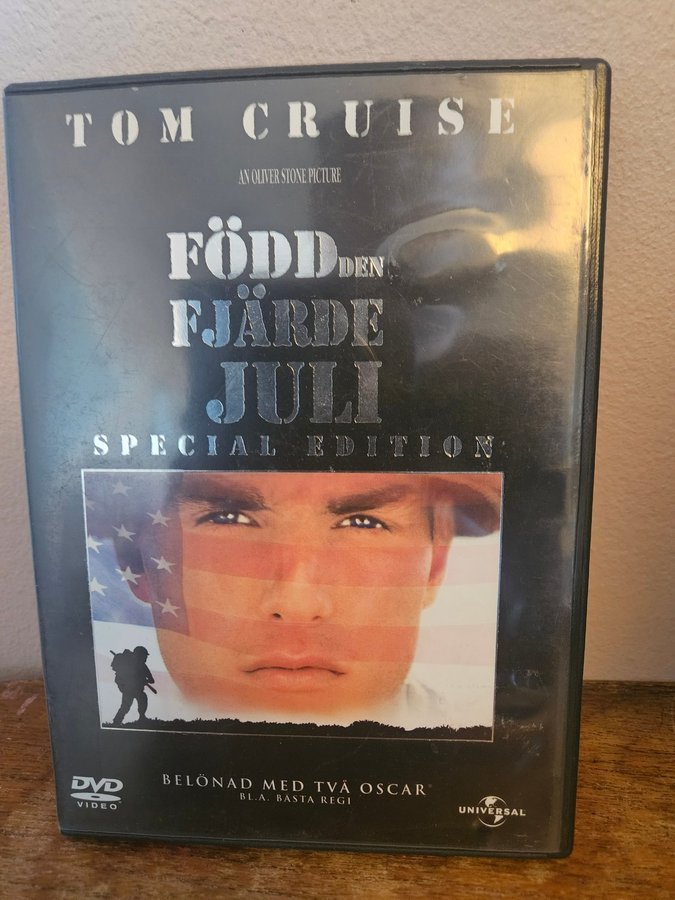 TOM CRUISE
AN OLIVER STONE PICTURE
FÖDD DEN
FJÄRDE
JULI
SPECIAL EDITION
DVD
VIDEO
BELÖNAD MED TVÅ OSCAR®
BL.A. BÄSTA REGI
UNIVERSAL